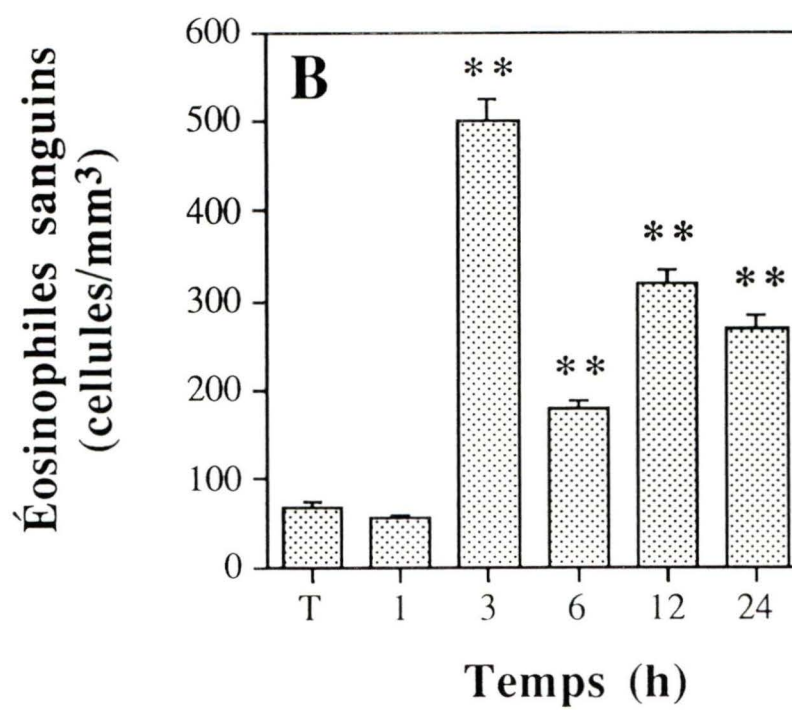 B
Éosinophiles sanguins
(cellules/mm³)
600
500
400
300
200
100
0
**
**
**
**
T 1 3 6 12 24
Temps (h)